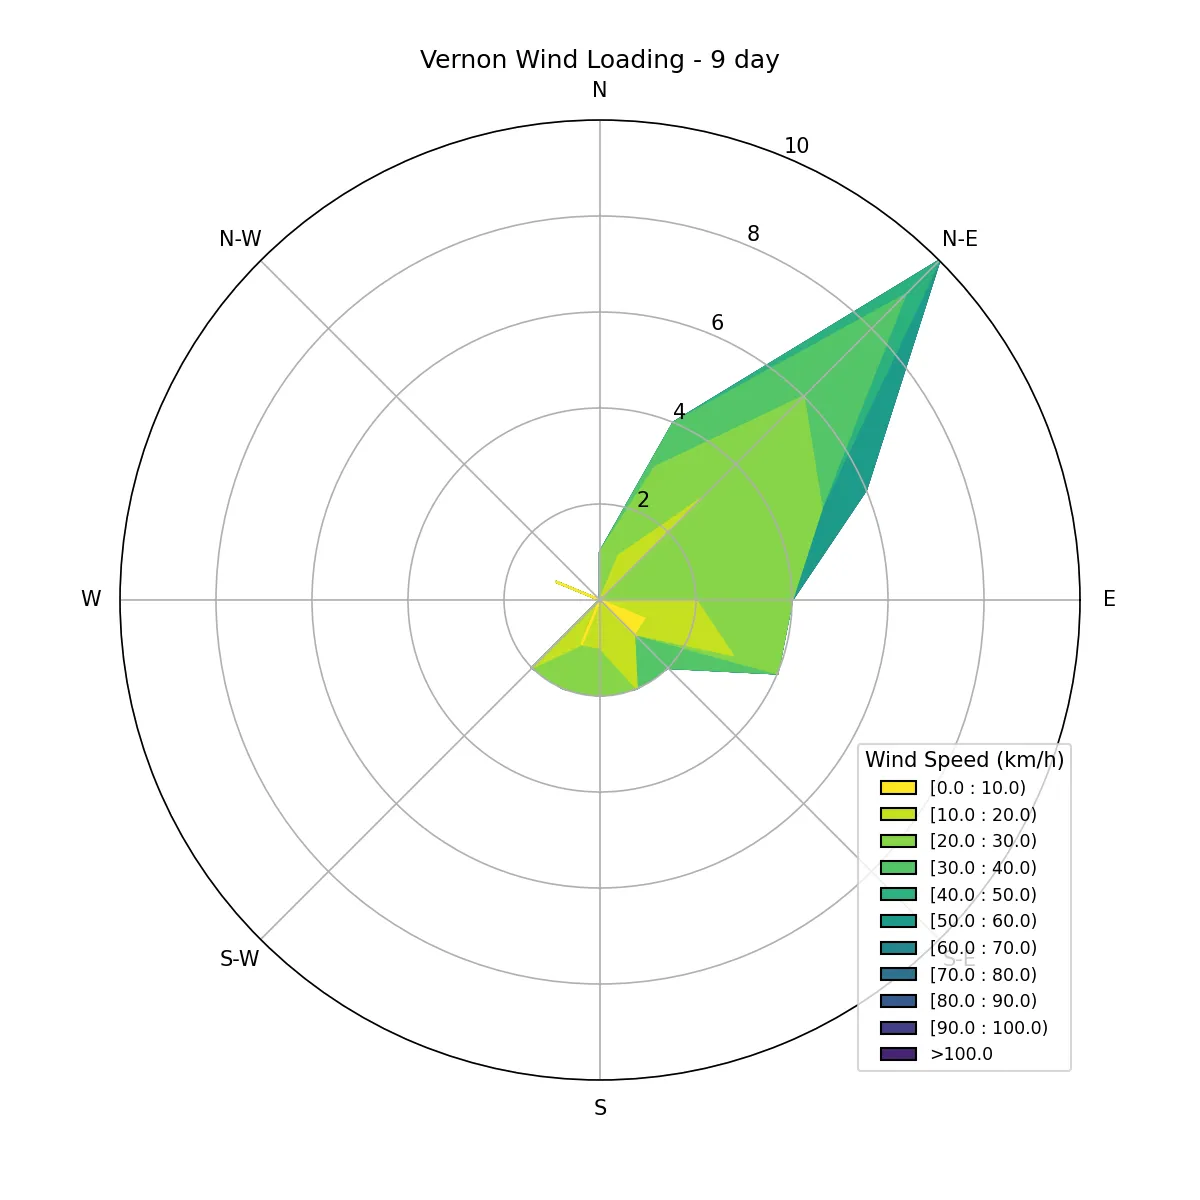 Vernon Wind Loading - 9 day
N
10
N-W
8
N-E
6
4
2
W
E
Wind Speed (km/h)
[0.0 : 10.0)
[10.0 : 20.0)
[20.0 : 30.0)
[30.0 : 40.0)
[40.0 : 50.0)
[50.0 : 60.0)
[60.0 : 70.0)
[70.0 : 80.0)
[80.0 : 90.0)
[90.0 : 100.0)
>100.0
S-W
S-E
S